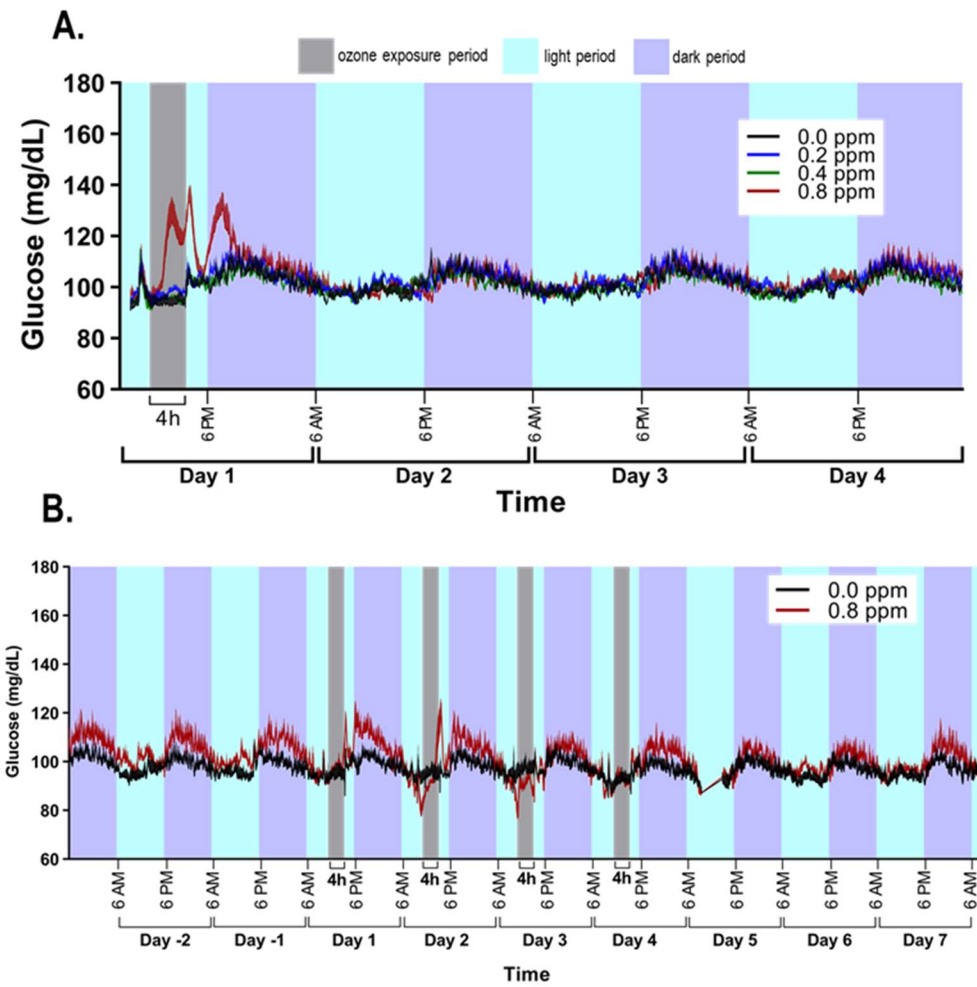 A.
ozone exposure period light period dark period
180
160
140
120
100
80
60
Glucose (mg/dL)
0.0 ppm
0.2 ppm
0.4 ppm
0.8 ppm
4h
6 PM 6 AM 6 PM 6 AM 6 PM 6 AM 6 PM
Day 1 Day 2 Day 3 Day 4
Time
B.
180
160
140
120
100
80
60
Glucose (mg/dL)
0.0 ppm
0.8 ppm
4h 4h 4h 4h
6 AM 6 PM 6 AM 6 PM 6 AM 6 PM 6 AM 6 PM 6 AM 6 PM 6 AM 6 PM 6 AM 6 PM 6 AM 6 PM 6 AM 6 PM 6 AM
Day -2 Day -1 Day 1 Day 2 Day 3 Day 4 Day 5 Day 6 Day 7
Time